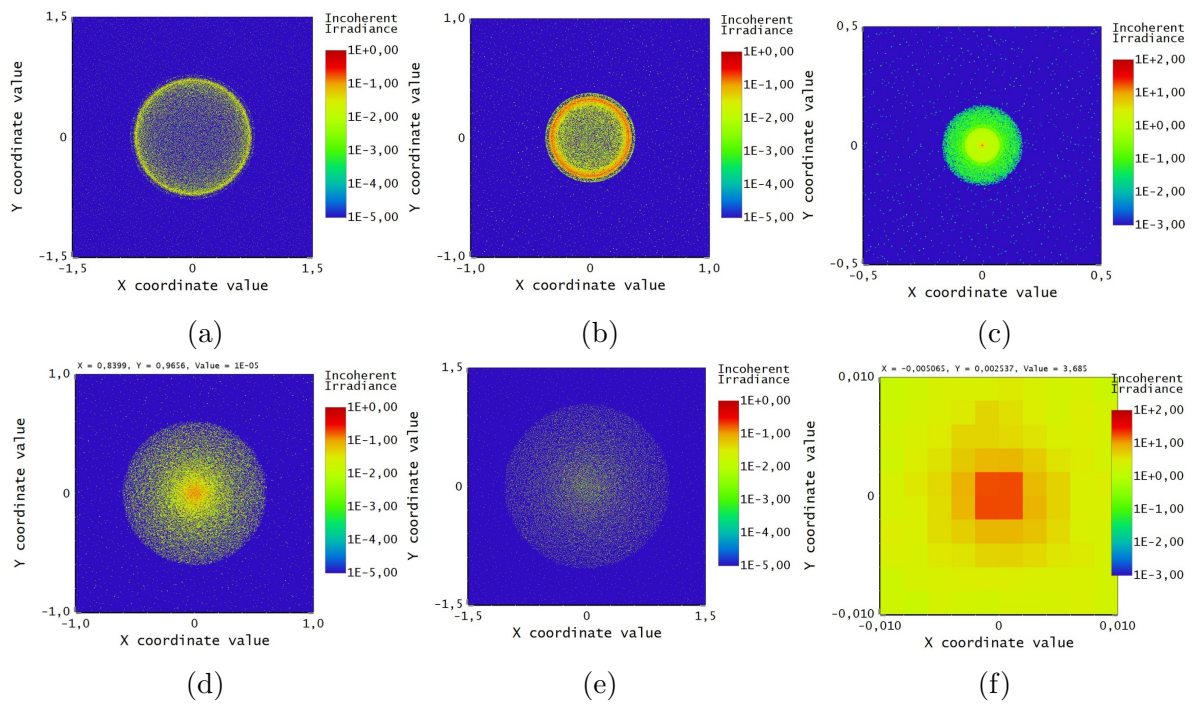 1,5
Y coordinate value
0
-1,5
-1,5
0
1,5
X coordinate value
Incoherent
Irradiance
1E+0,00
1E-1,00
1E-2,00
1E-3,00
1E-4,00
1E-5,00
(a)
1,0
Y coordinate value
0
-1,0
-1,0
0
1,0
X coordinate value
Incoherent
Irradiance
1E+0,00
1E-1,00
1E-2,00
1E-3,00
1E-4,00
1E-5,00
(b)
0,5
Y coordinate value
0
-0,5
-0,5
0
0,5
X coordinate value
Incoherent
Irradiance
1E+2,00
1E+1,00
1E+0,00
1E-1,00
1E-2,00
1E-3,00
(c)
X = 0,8399, Y = 0,9656, Value = 1E-05
1,0
Y coordinate value
0
-1,0
-1,0
0
1,0
X coordinate value
Incoherent
Irradiance
1E+0,00
1E-1,00
1E-2,00
1E-3,00
1E-4,00
1E-5,00
(d)
1,5
Y coordinate value
0
-1,5
-1,5
0
1,5
X coordinate value
Incoherent
Irradiance
1E+0,00
1E-1,00
1E-2,00
1E-3,00
1E-4,00
1E-5,00
(e)
X = -0,005065, Y = 0,002537, Value = 3,685
0,010
Y coordinate value
0
-0,010
-0,010
0
0,010
X coordinate value
Incoherent
Irradiance
1E+2,00
1E+1,00
1E+0,00
1E-1,00
1E-2,00
1E-3,00
(f)